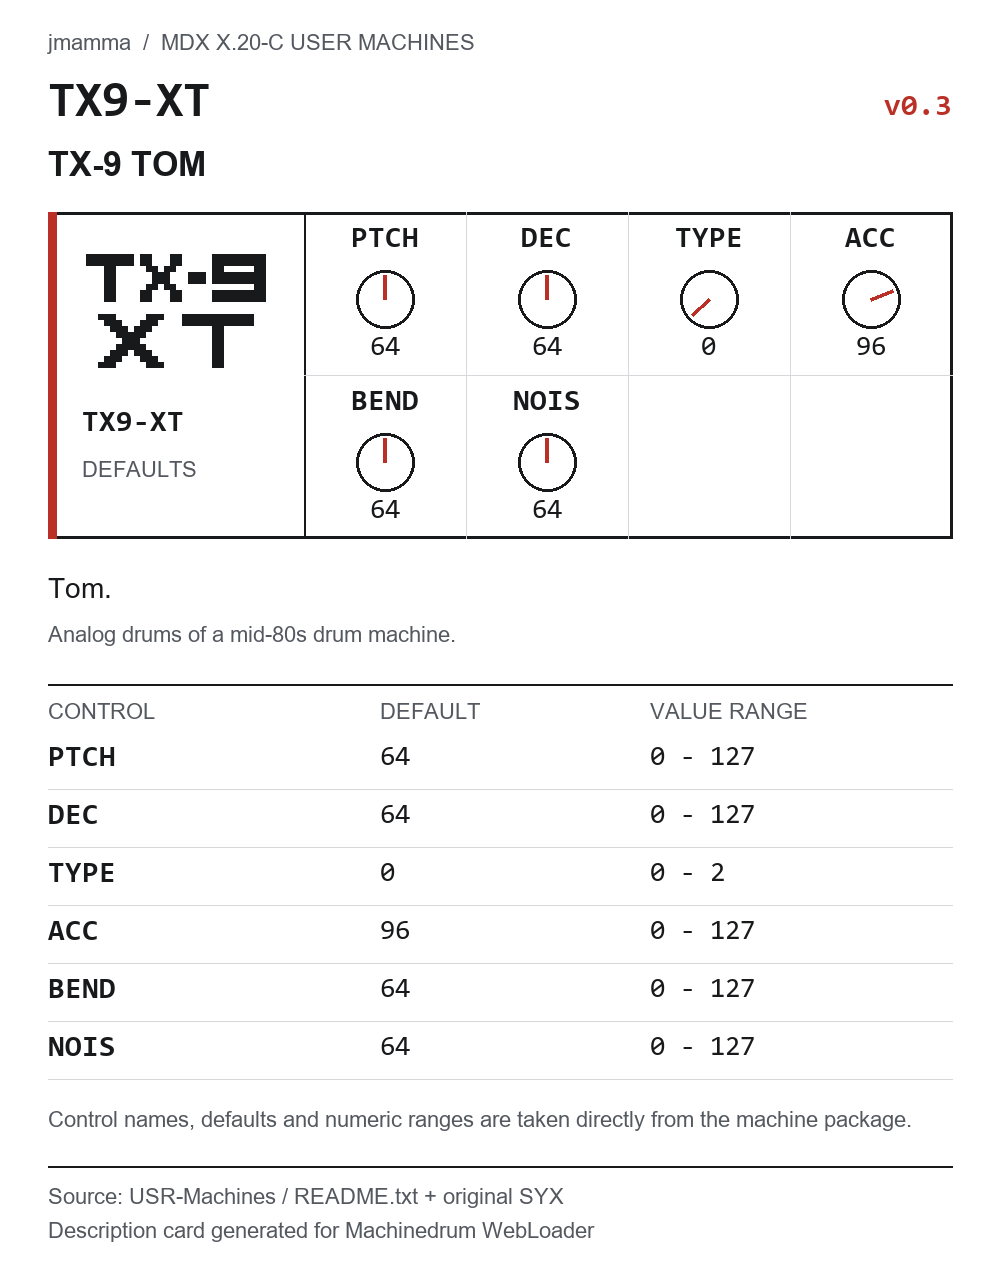 jmamma / MDX X.20-C USER MACHINES
TX9-XT
v0.3
TX-9 TOM
TX-9
XT
TX9-XT
DEFAULTS
PTCH DEC TYPE ACC
64 64 0 96
BEND NOIS
64 64
Tom.
Analog drums of a mid-80s drum machine.
CONTROL DEFAULT VALUE RANGE
PTCH 64 0 - 127
DEC 64 0 - 127
TYPE 0 0 - 2
ACC 96 0 - 127
BEND 64 0 - 127
NOIS 64 0 - 127
Control names, defaults and numeric ranges are taken directly from the machine package.
Source: USR-Machines / README.txt + original SYX
Description card generated for Machinedrum WebLoader